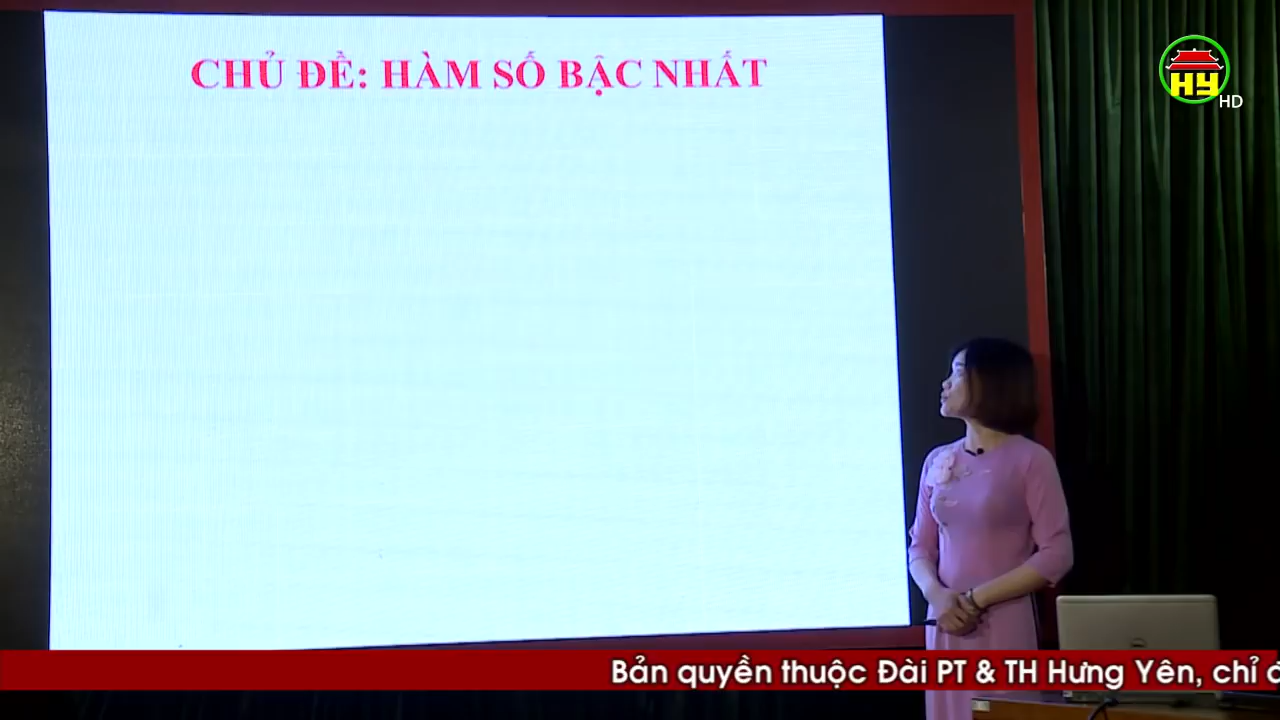 CHỦ ĐỀ: HÀM SỐ BẬC NHẤT
HY
HD
Bản quyền thuộc Đài PT & TH Hưng Yên, chỉ